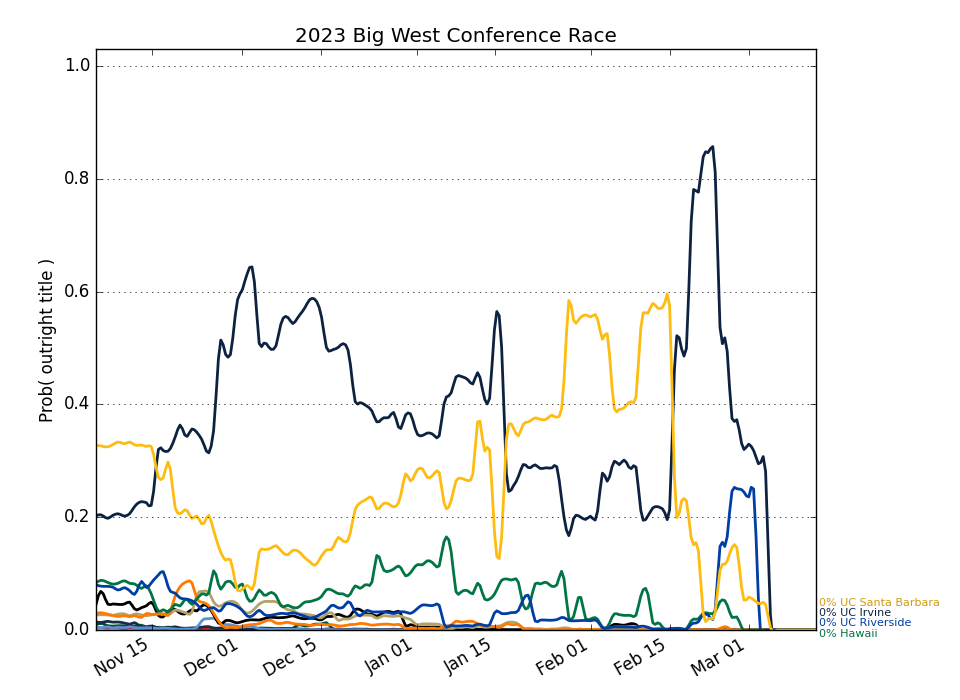 2023 Big West Conference Race
Prob( outright title )
1.0
0.8
0.6
0.4
0.2
0.0
Nov 15
Dec 01
Dec 15
Jan 01
Jan 15
Feb 01
Feb 15
Mar 01
0% UC Santa Barbara
0% UC Irvine
0% UC Riverside
0% Hawaii